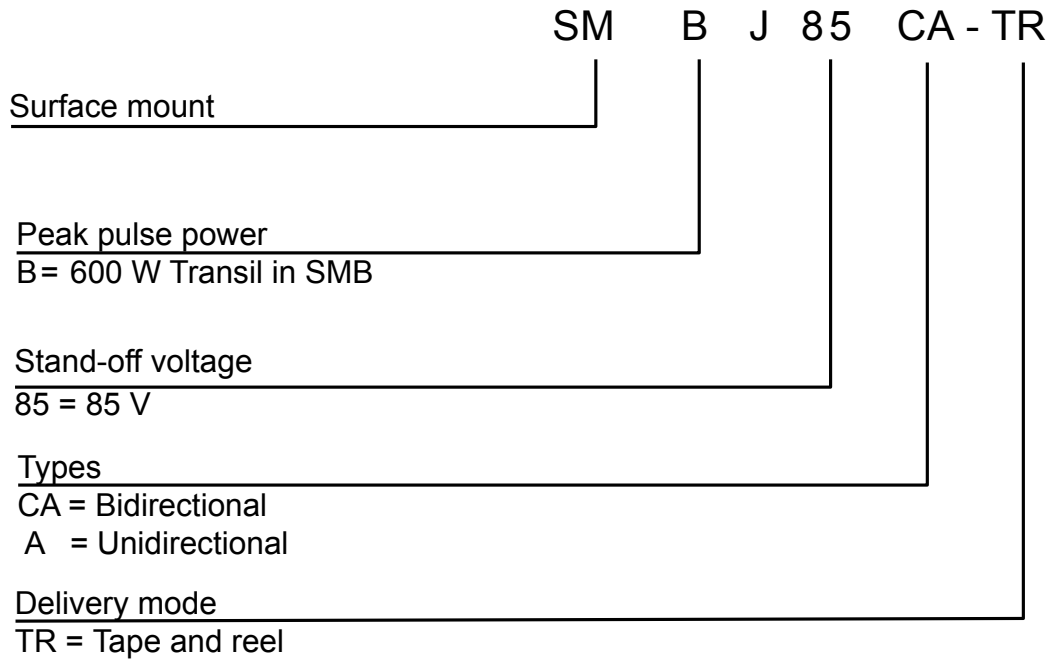 SM B J 85 CA - TR
Surface mount
Peak pulse power
B = 600 W Transil in SMB
Stand-off voltage
85 = 85 V
Types
CA = Bidirectional
A = Unidirectional
Delivery mode
TR = Tape and reel